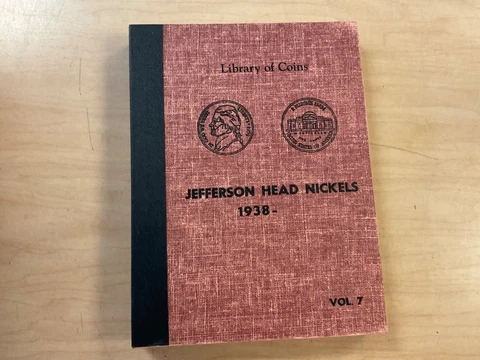 Library of Coins
JEFFERSON HEAD NICKELS
1938-
VOL. 7